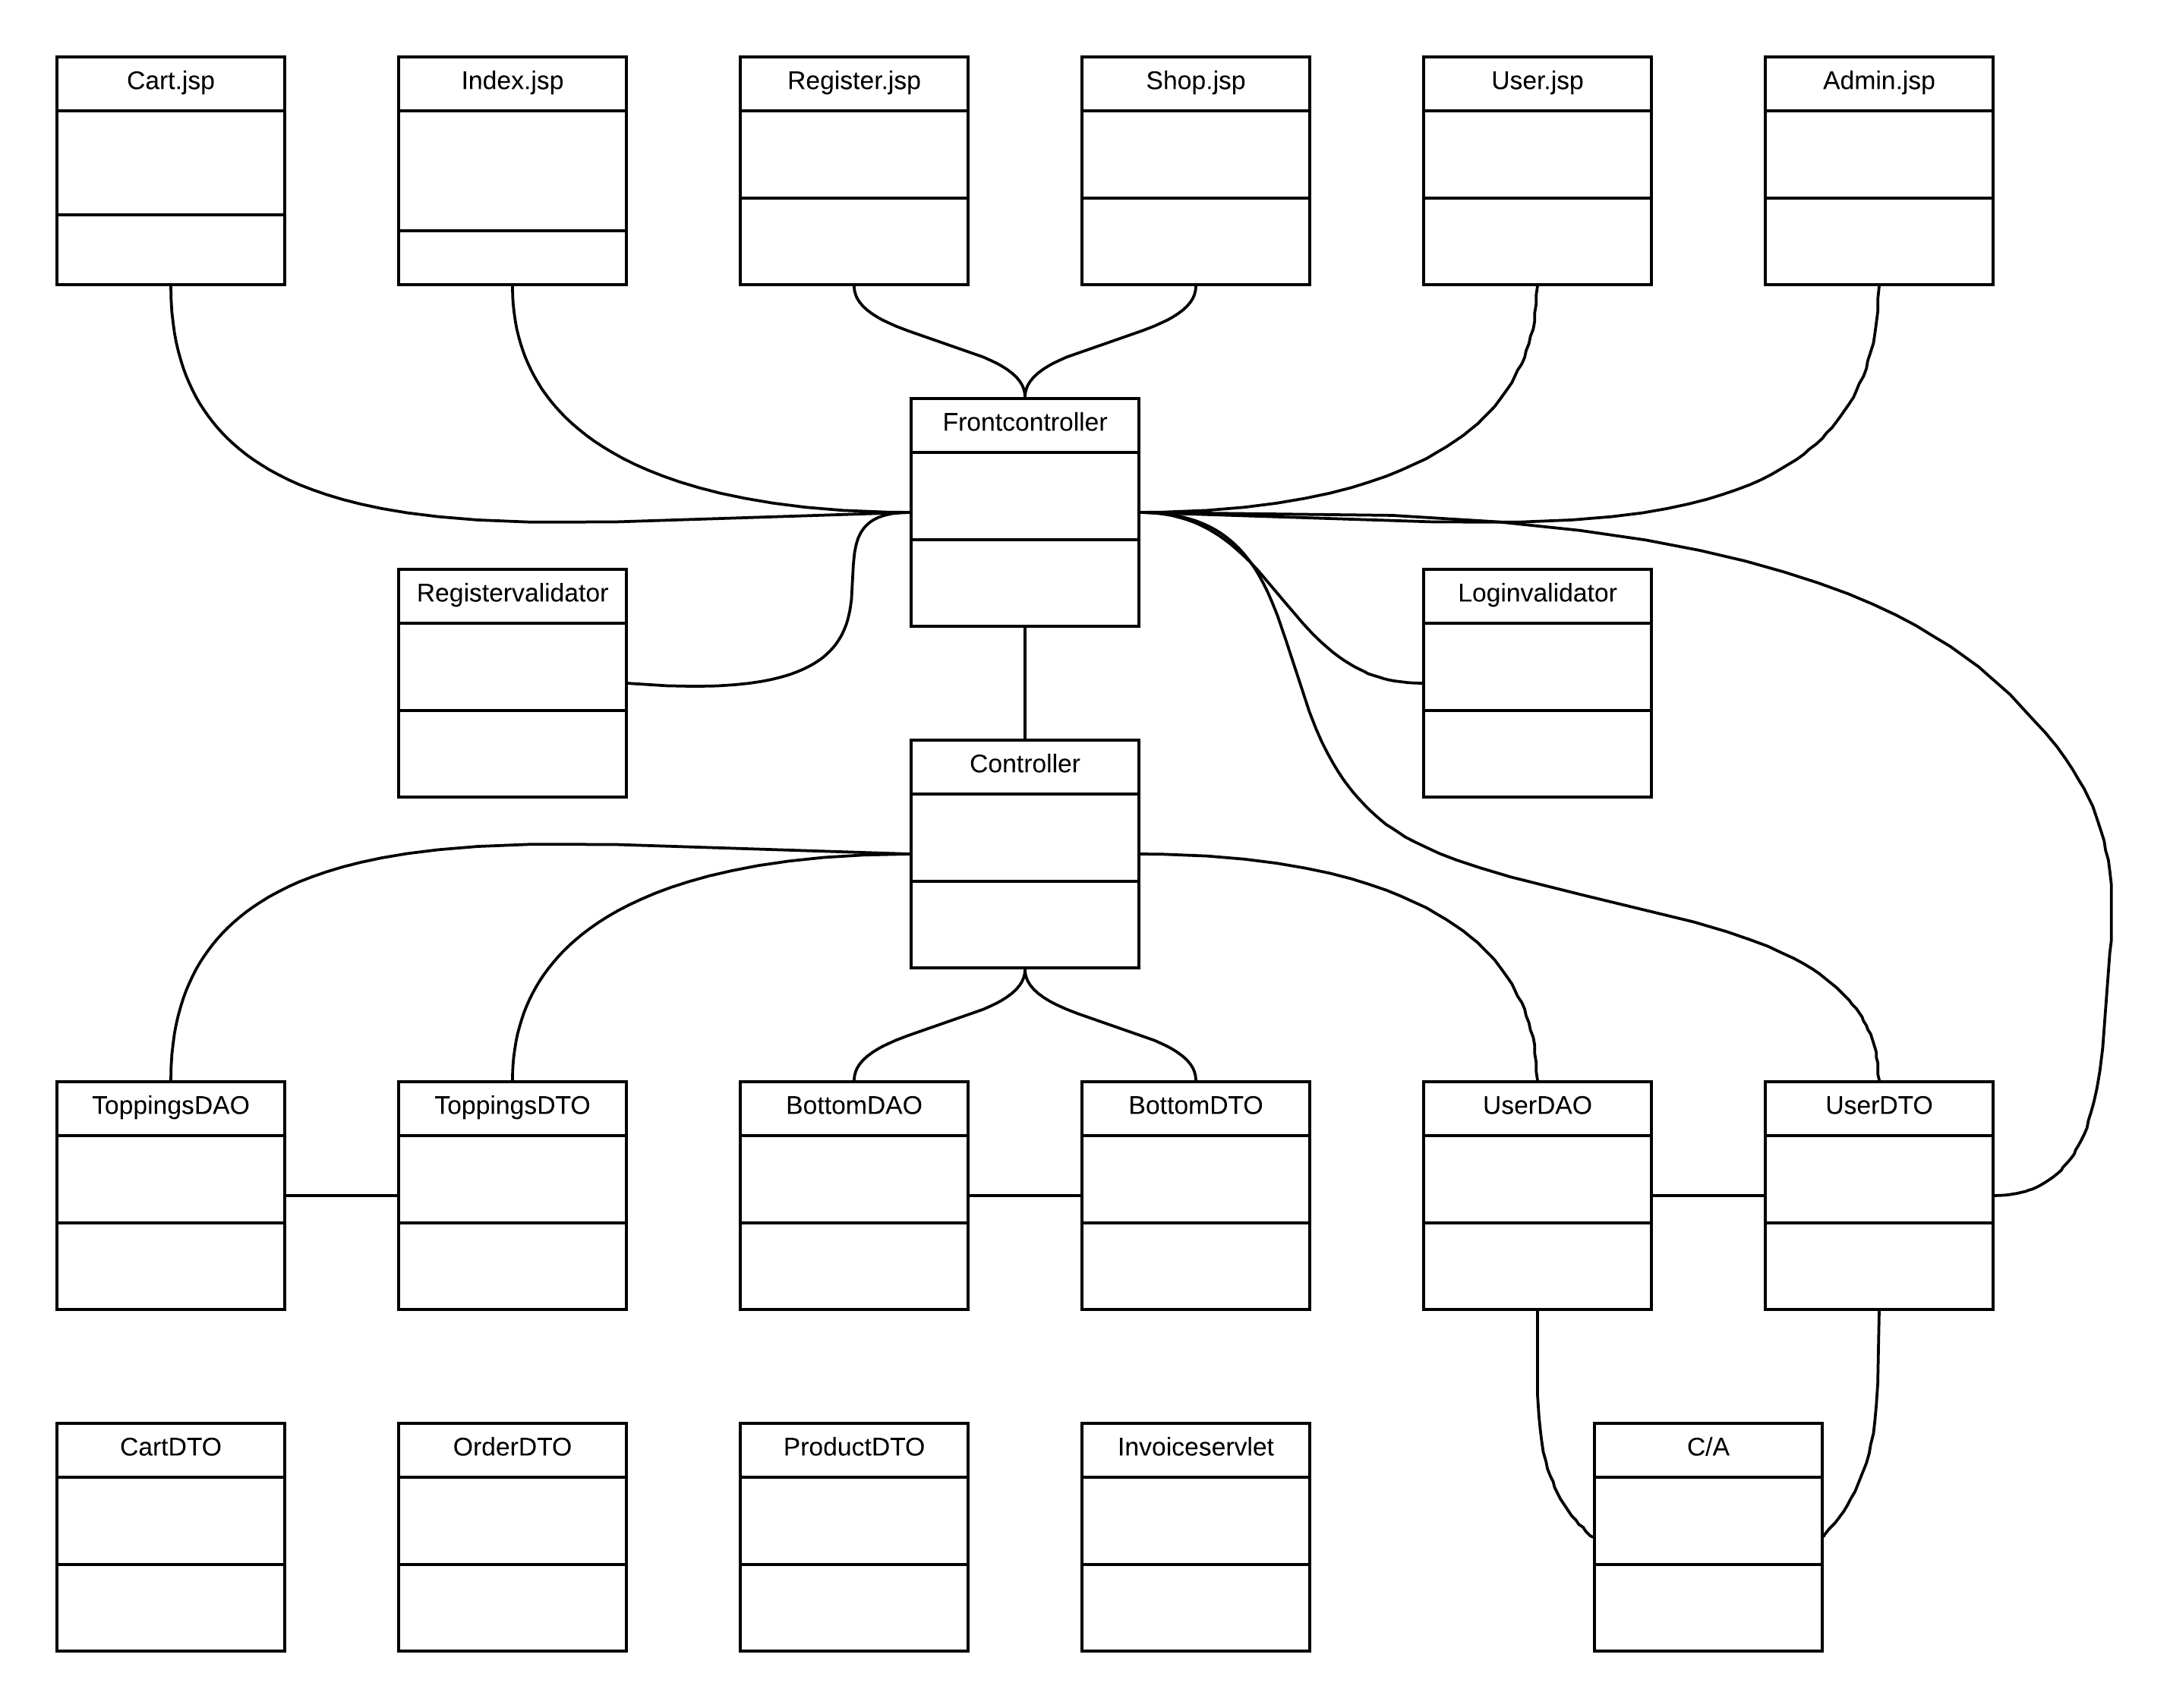 Cart.jsp
Index.jsp
Register.jsp
Shop.jsp
User.jsp
Admin.jsp
Frontcontroller
Registervalidator
Loginvalidator
Controller
ToppingsDAO
ToppingsDTO
BottomDAO
BottomDTO
UserDAO
UserDTO
CartDTO
OrderDTO
ProductDTO
Invoiceservlet
C/A